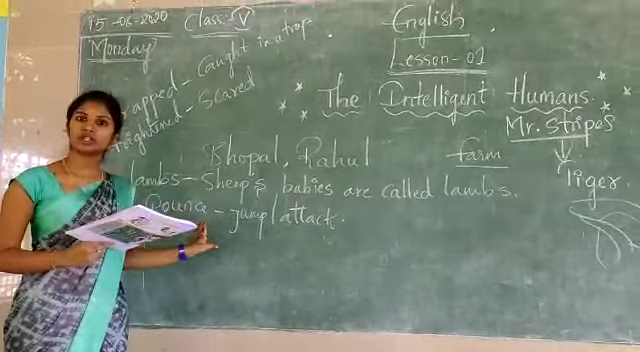 15-06-2020 Class: V
Monday
English
Lesson-01
Trapped - Caught in a trap.
frightened - Scared
The Intelligent Humans.
Mr. Stripes
Tiger.
Bhopal, Rahul farm
lambs - Sheep's babies are called lambs.
Pounce - jump/attack.